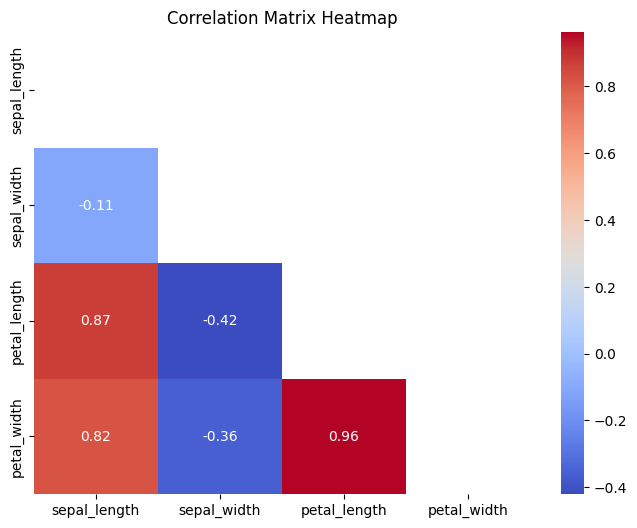 Correlation Matrix Heatmap
sepal_length
sepal_width
-0.11
petal_length
0.87 -0.42
petal_width
0.82 -0.36 0.96
sepal_length sepal_width petal_length petal_width
0.8
0.6
0.4
0.2
0.0
-0.2
-0.4